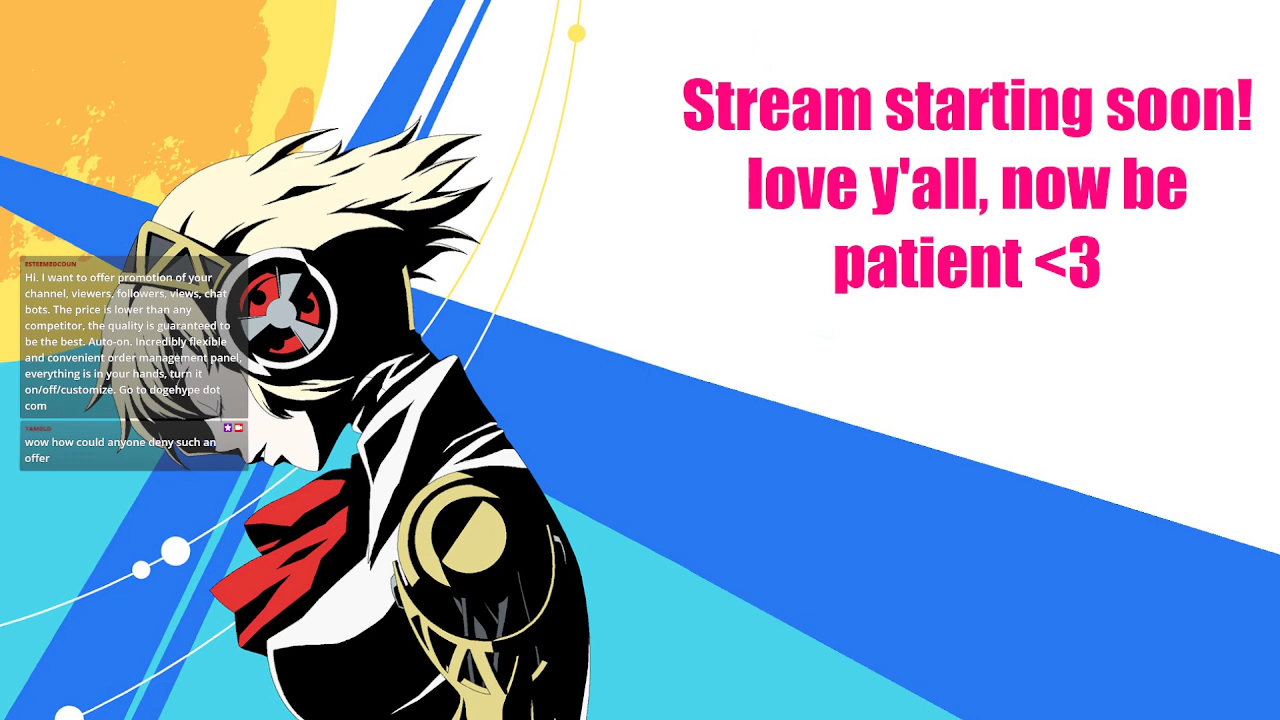 Stream starting soon!
love y'all, now be
patient <3
ESTEEMEDCOUN
Hi. I want to offer promotion of your
channel, viewers, followers, views, chat
bots. The price is lower than any
competitor, the quality is guaranteed to
be the best. Auto-on. Incredibly flexible
and convenient order management panel,
everything is in your hands, turn it
on/off/customize. Go to dogehype dot
com
wow how could anyone deny such an
offer